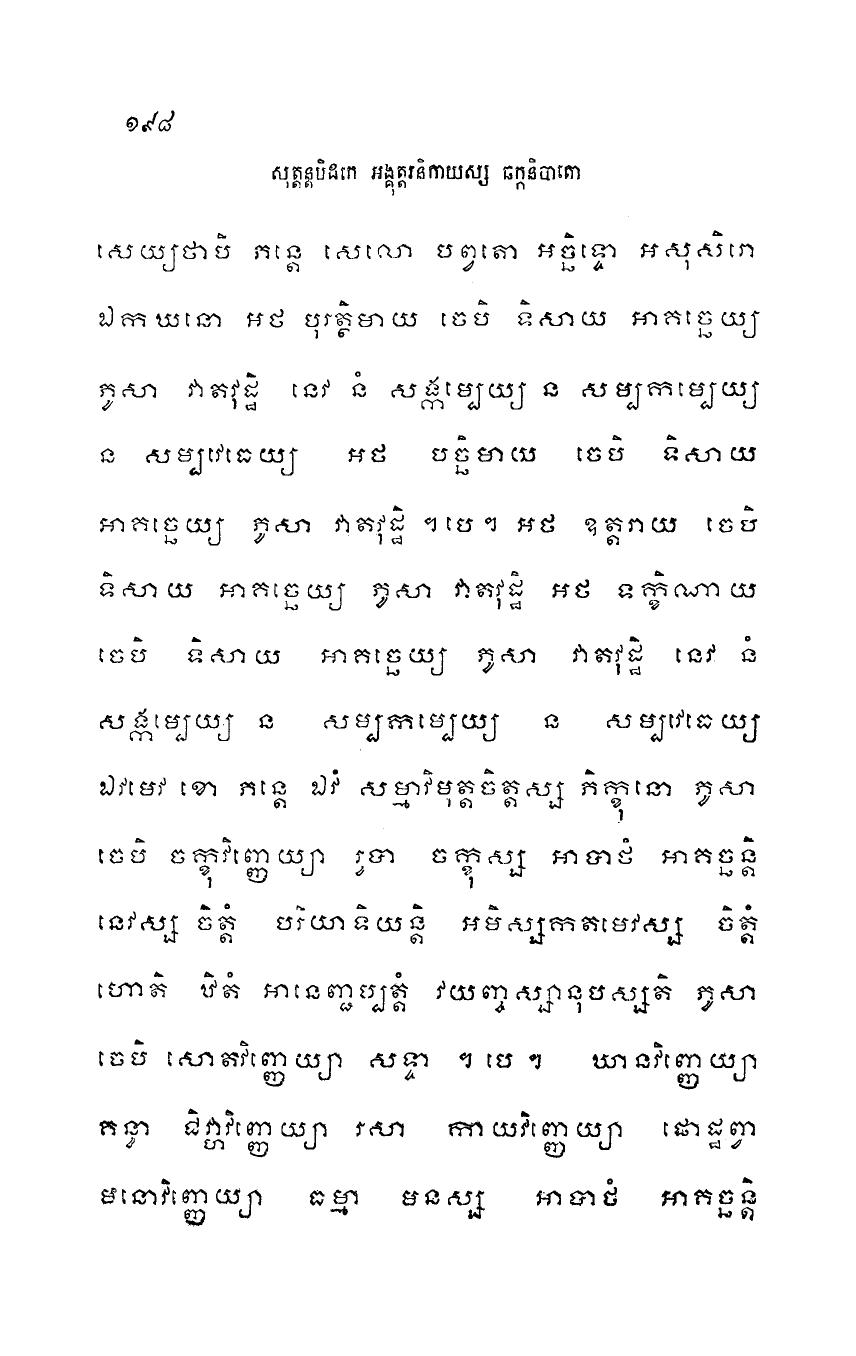 ១៩៨
សុត្តន្តបិដកេ អង្គុត្តរនិកាយស្ស ឆក្កនិបាតោ
សេយ្យថាបិ ភន្តេ សេលោ បព្វតោ អច្ឆិទ្ទោ អសុសិរោ
ឯកឃនោ អថ បុរត្ថិមាយ ចេបិ ទិសាយ អាគច្ឆេយ្យ
ភូសា វាតវុដ្ឋិ នេវ នំ សង្កម្បេយ្យ ន សម្បកម្បេយ្យ
ន សម្បវេធេយ្យ អថ បច្ឆិមាយ ចេបិ ទិសាយ
អាគច្ឆេយ្យ ភូសា វាតវុដ្ឋិ ។បេ។ អថ ឧត្តរាយ ចេបិ
ទិសាយ អាគច្ឆេយ្យ ភូសា វាតវុដ្ឋិ អថ ទក្ខិណាយ
ចេបិ ទិសាយ អាគច្ឆេយ្យ ភូសា វាតវុដ្ឋិ នេវ នំ
សង្កម្បេយ្យ ន សម្បកម្បេយ្យ ន សម្បវេធេយ្យ
ឯវមេវ ខោ ភន្តេ ឯវំ សម្មាវិមុត្តចិត្តស្ស ភិក្ខុនោ ភូសា
ចេបិ ចក្ខុវិញ្ញេយ្យា រូបា ចក្ខុស្ស អាបាថំ អាគច្ឆន្តិ
នេវស្ស ចិត្តំ បរិយាទិយន្តិ អមិស្សកតមេវស្ស ចិត្តំ
ហោតិ ឋិតំ អានេញ្ជប្បត្តំ វយញ្ចស្សានុបស្សតិ ភូសា
ចេបិ សោតវិញ្ញេយ្យា សទ្ទា ។បេ។ ឃានវិញ្ញេយ្យា
គន្ធា ជិវ្ហាវិញ្ញេយ្យា រសា កាយវិញ្ញេយ្យា ផោដ្ឋព្វា
មនោវិញ្ញេយ្យា ធម្មា មនស្ស អាបាថំ អាគច្ឆន្តិ